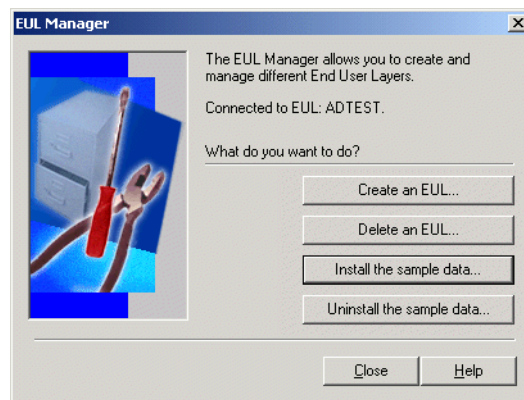 EUL Manager
The EUL Manager allows you to create and
manage different End User Layers.
Connected to EUL: ADTEST.
What do you want to do?
Create an EUL...
Delete an EUL...
Install the sample data...
Uninstall the sample data...
Close
Help